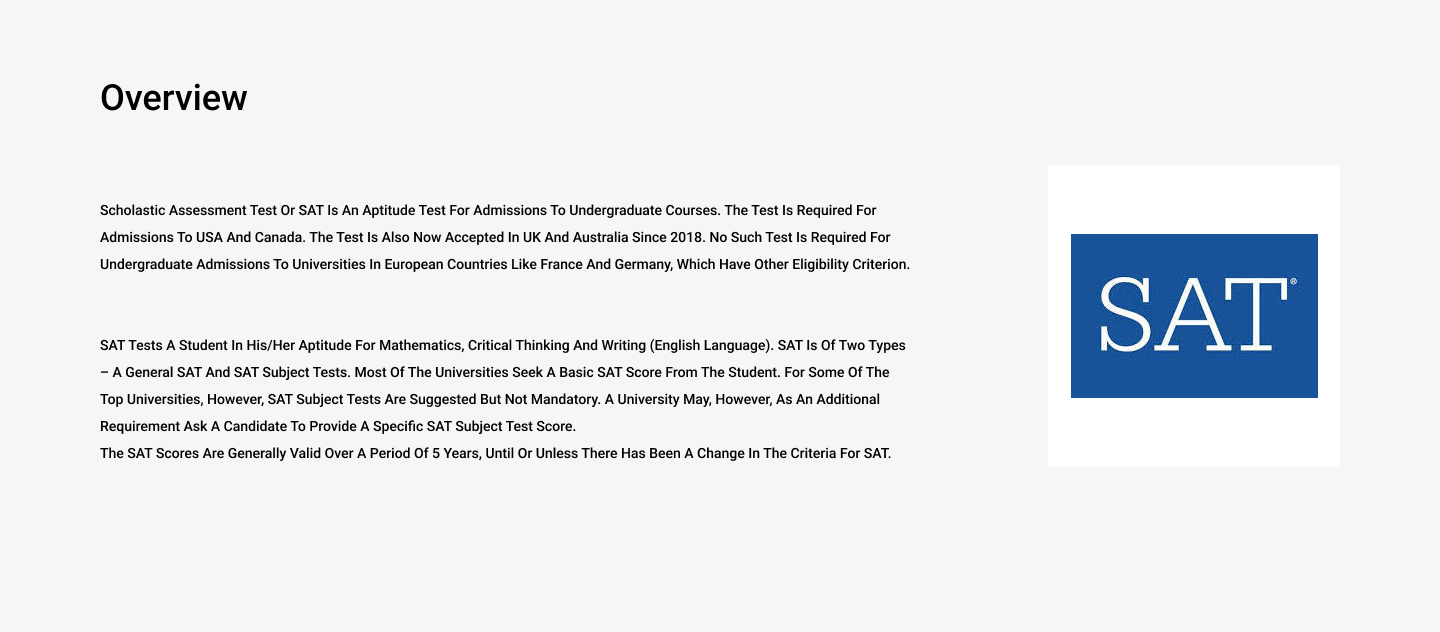 Overview
Scholastic Assessment Test Or SAT Is An Aptitude Test For Admissions To Undergraduate Courses. The Test Is Required For
Admissions To USA And Canada. The Test Is Also Now Accepted In UK And Australia Since 2018. No Such Test Is Required For
Undergraduate Admissions To Universities In European Countries Like France And Germany, Which Have Other Eligibility Criterion.
SAT Tests A Student In His/Her Aptitude For Mathematics, Critical Thinking And Writing (English Language). SAT Is Of Two Types
– A General SAT And SAT Subject Tests. Most Of The Universities Seek A Basic SAT Score From The Student. For Some Of The
Top Universities, However, SAT Subject Tests Are Suggested But Not Mandatory. A University May, However, As An Additional
Requirement Ask A Candidate To Provide A Specific SAT Subject Test Score.
The SAT Scores Are Generally Valid Over A Period Of 5 Years, Until Or Unless There Has Been A Change In The Criteria For SAT.
SAT®